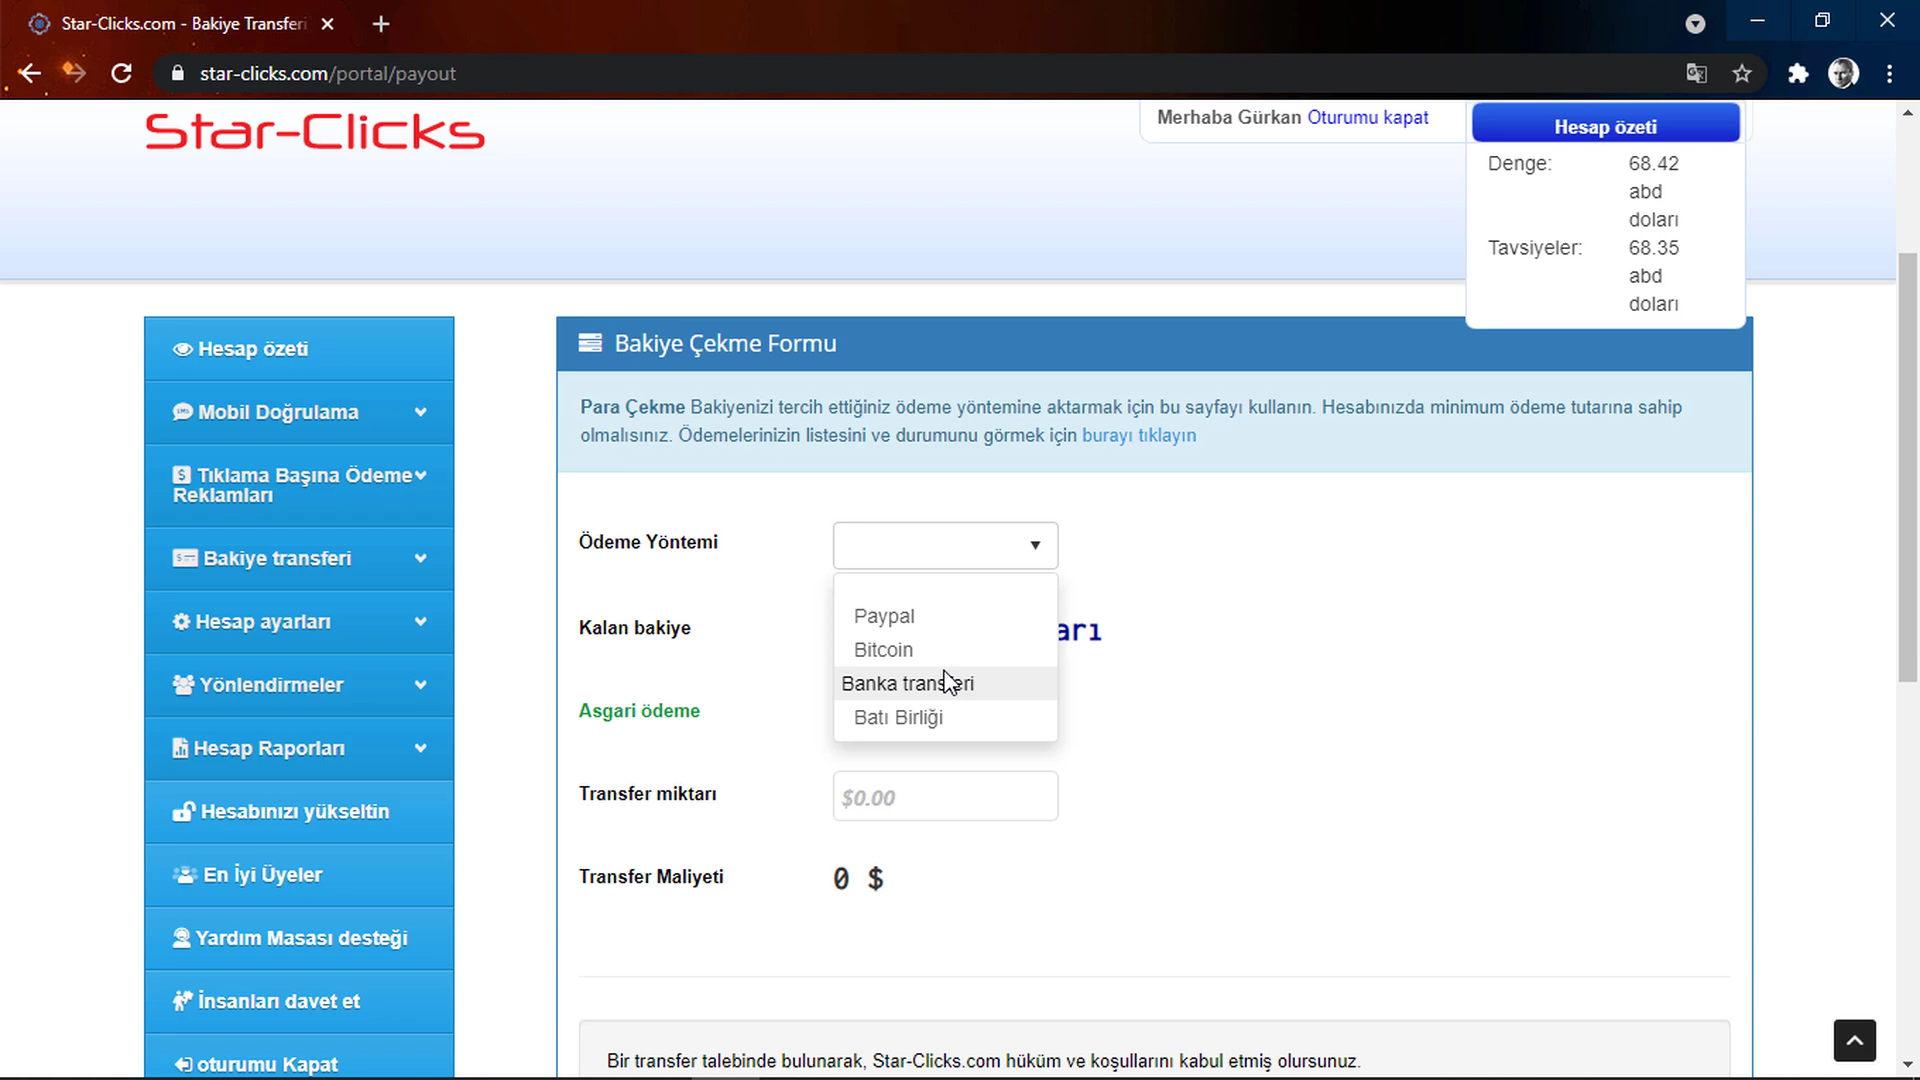 Star-Clicks.com - Bakiye Transferi
star-clicks.com/portal/payout
Star-Clicks
Merhaba Gürkan Oturumu kapat
Hesap özeti
Denge: 68.42
abd
doları
Tavsiyeler: 68.35
abd
doları
Hesap özeti
Mobil Doğrulama
Tıklama Başına Ödeme
Reklamları
Bakiye transferi
Hesap ayarları
Yönlendirmeler
Hesap Raporları
Hesabınızı yükseltin
En İyi Üyeler
Yardım Masası desteği
İnsanları davet et
oturumu Kapat
Bakiye Çekme Formu
Para Çekme Bakiyenizi tercih ettiğiniz ödeme yöntemine aktarmak için bu sayfayı kullanın. Hesabınızda minimum ödeme tutarına sahip
olmalısınız. Ödemelerinizin listesini ve durumunu görmek için burayı tıklayın
Ödeme Yöntemi
Paypal
Bitcoin
Banka transferi
Batı Birliği
Kalan bakiye
arı
Asgari ödeme
Transfer miktarı
$0.00
Transfer Maliyeti
0 $
Bir transfer talebinde bulunarak, Star-Clicks.com hüküm ve koşullarını kabul etmiş olursunuz.